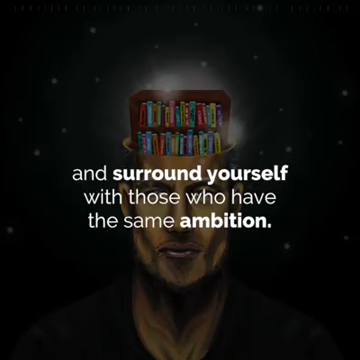 and surround yourself
with those who have
the same ambition.